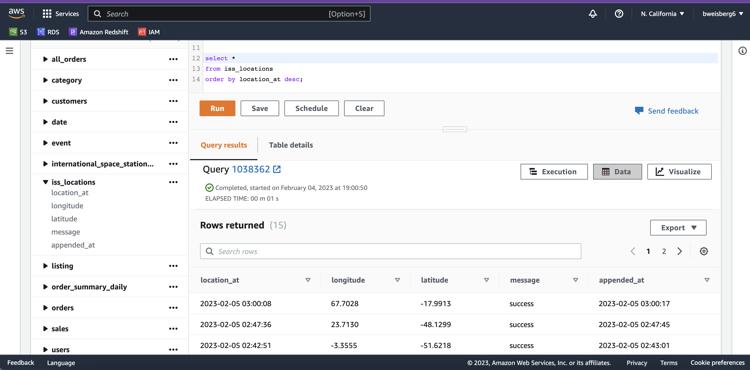 aws
Services
Search
[Option+S]
N. California ▼
bweisberg6 ▼
S3
RDS
Amazon Redshift
IAM
all_orders
category
customers
date
event
international_space_station...
iss_locations
location_at
longitude
latitude
message
appended_at
listing
order_summary_daily
orders
sales
users
11
12 select *
13 from iss_locations
14 order by location_at desc;
Run
Save
Schedule
Clear
Send feedback
Query results
Table details
Query 1038362
Execution
Data
Visualize
Completed, started on February 04, 2023 at 19:00:50
ELAPSED TIME: 00 m 01 s
Rows returned (15)
Export ▼
Search rows
1 2
location_at longitude latitude message appended_at
2023-02-05 03:00:08 67.7028 -17.9913 success 2023-02-05 03:00:17
2023-02-05 02:47:36 23.7130 -48.1299 success 2023-02-05 02:47:45
2023-02-05 02:42:51 -3.3555 -51.6218 success 2023-02-05 02:43:01
Feedback
Language
© 2023, Amazon Web Services, Inc. or its affiliates.
Privacy
Terms
Cookie preferences